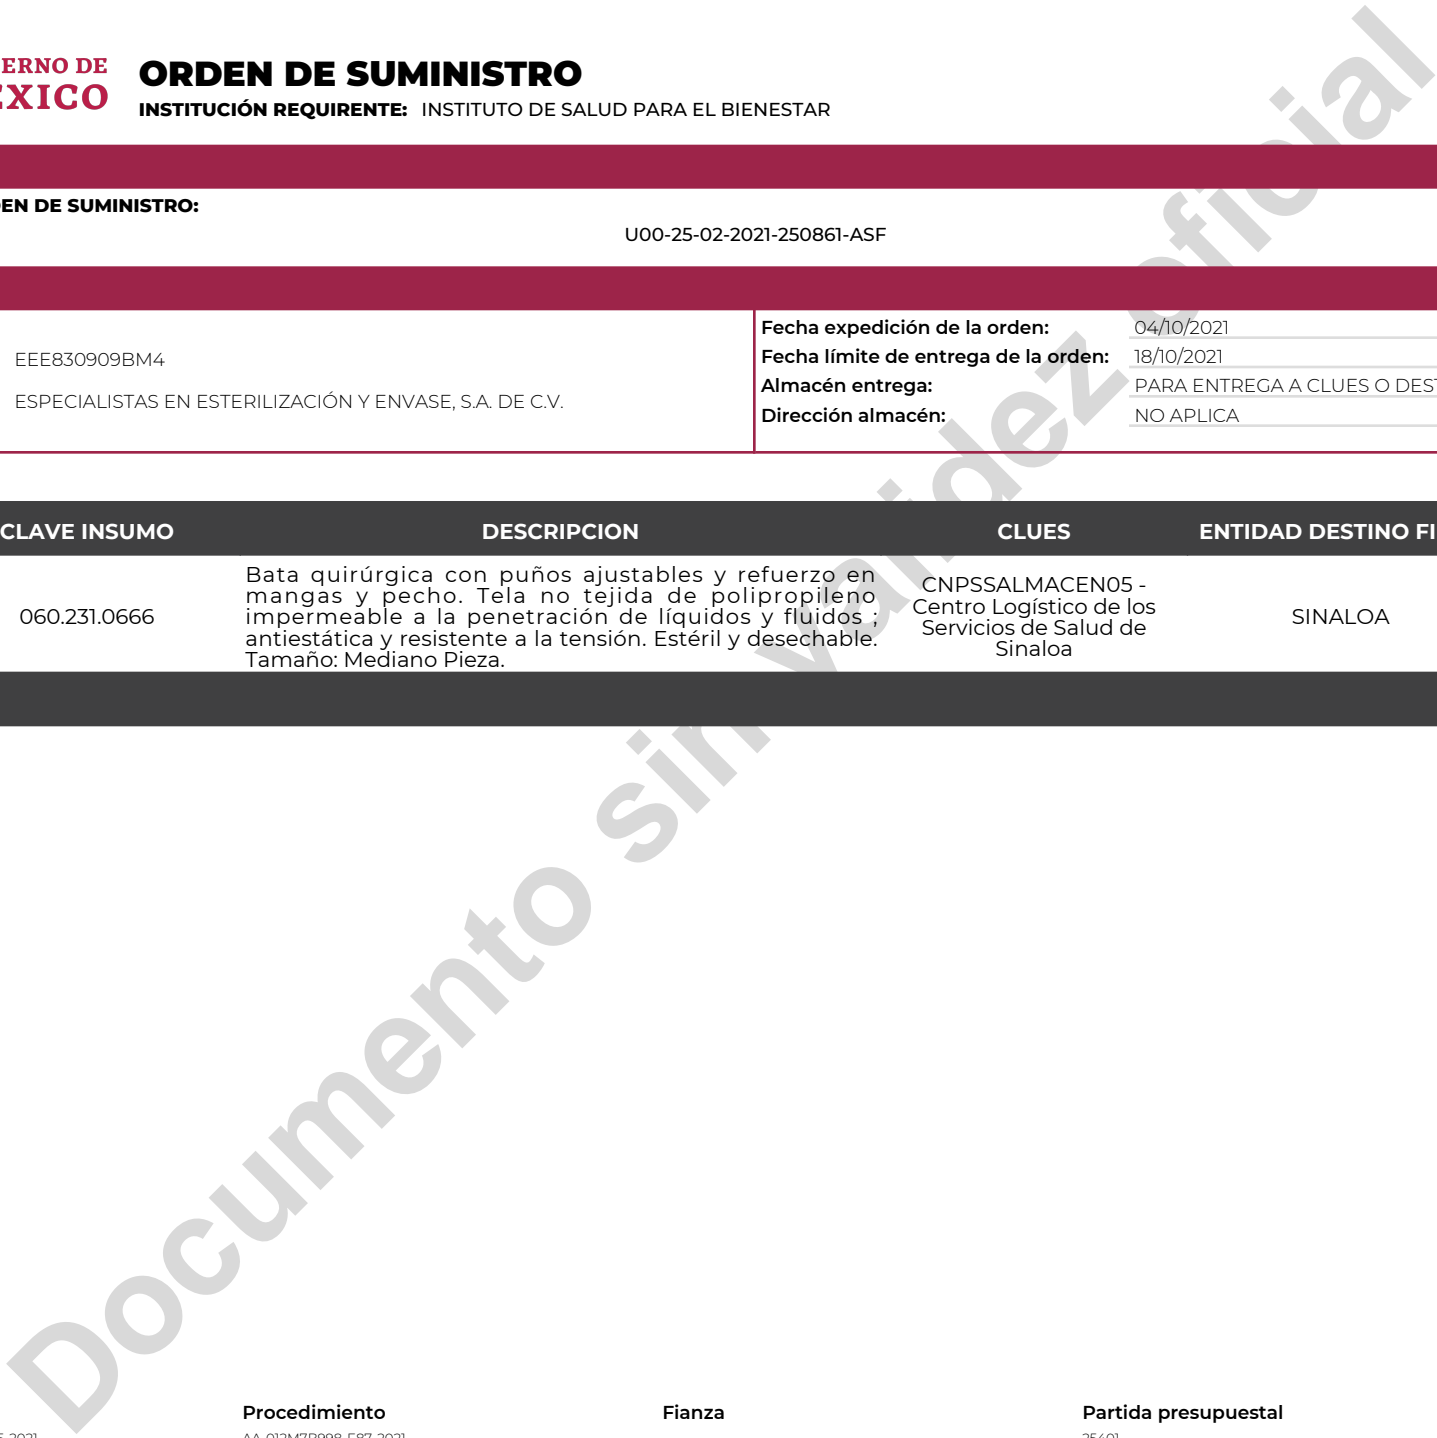 ERNO DE
EXICO
ORDEN DE SUMINISTRO
INSTITUCIÓN REQUIRENTE: INSTITUTO DE SALUD PARA EL BIENESTAR
EN DE SUMINISTRO:
U00-25-02-2021-250861-ASF
EEE830909BM4
ESPECIALISTAS EN ESTERILIZACIÓN Y ENVASE, S.A. DE C.V.
Fecha expedición de la orden: 04/10/2021
Fecha límite de entrega de la orden: 18/10/2021
Almacén entrega: PARA ENTREGA A CLUES O DEST
Dirección almacén: NO APLICA
CLAVE INSUMO DESCRIPCION CLUES ENTIDAD DESTINO FI
060.231.0666
Bata quirúrgica con puños ajustables y refuerzo en
mangas y pecho. Tela no tejida de polipropileno
impermeable a la penetración de líquidos y fluidos ;
antiestática y resistente a la tensión. Estéril y desechable.
Tamaño: Mediano Pieza.
CNPSSALMACEN05 -
Centro Logístico de los
Servicios de Salud de
Sinaloa
SINALOA
Documento sin validez oficial
Procedimiento Fianza Partida presupuestal